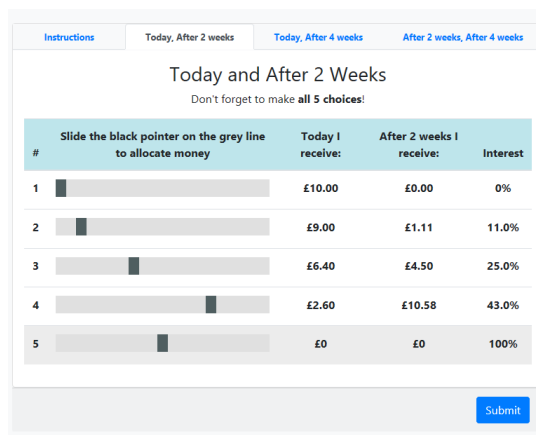 Instructions Today, After 2 weeks Today, After 4 weeks After 2 weeks, After 4 weeks
Today and After 2 Weeks
Don't forget to make all 5 choices!
# Slide the black pointer on the grey line to allocate money Today I receive: After 2 weeks I receive: Interest
1 £10.00 £0.00 0%
2 £9.00 £1.11 11.0%
3 £6.40 £4.50 25.0%
4 £2.60 £10.58 43.0%
5 £0 £0 100%
Submit